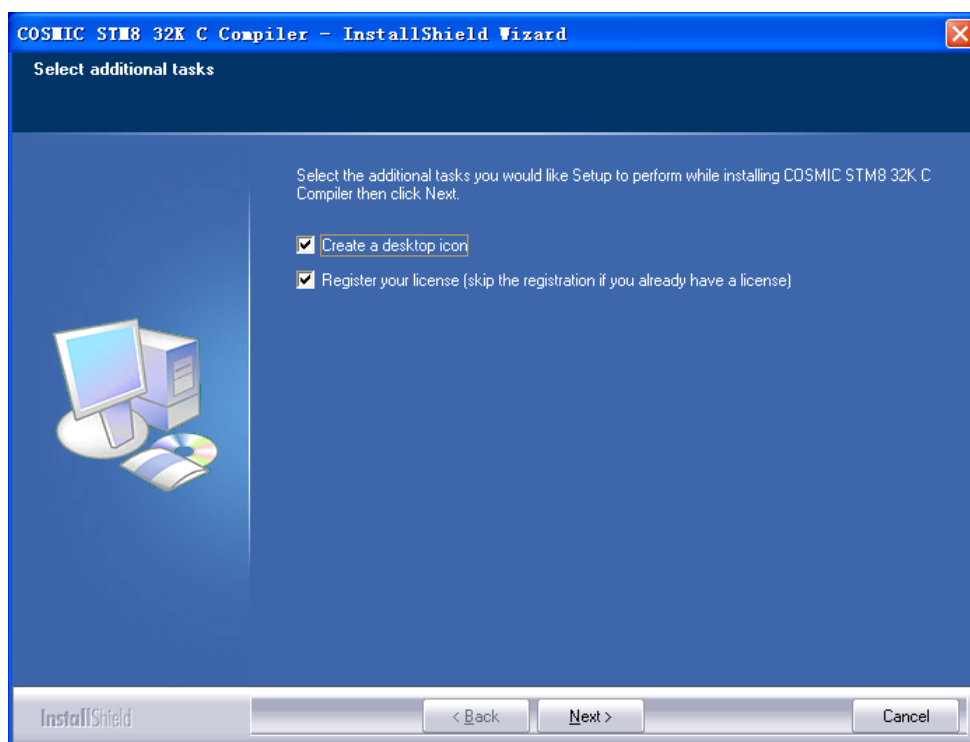 COSMIC STM8 32K C Compiler - InstallShield Wizard
Select additional tasks
Select the additional tasks you would like Setup to perform while installing COSMIC STM8 32K C
Compiler then click Next.
Create a desktop icon
Register your license (skip the registration if you already have a license)
InstallShield
< Back
Next >
Cancel